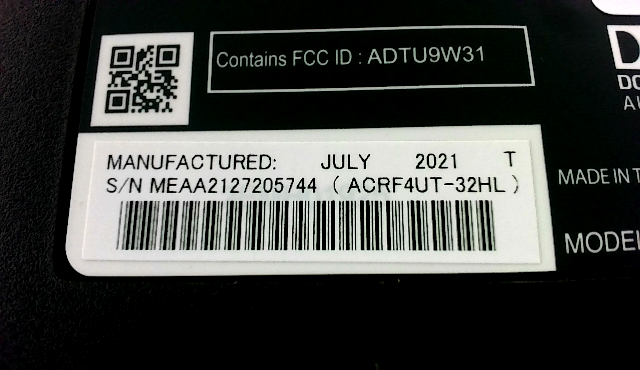 Contains FCC ID : ADTU9W31
MANUFACTURED: JULY 2021 T
S/N MEAA2127205744 ( ACRF4UT-32HL )
MADE IN T
MODEL